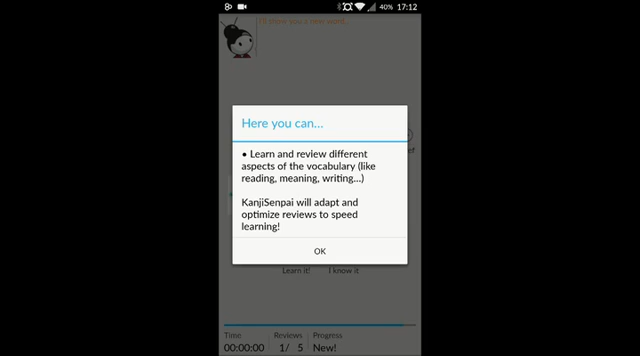 40% 17:12
I'll show you a new word...
Here you can...
• Learn and review different
aspects of the vocabulary (like
reading, meaning, writing...)
KanjiSenpai will adapt and
optimize reviews to speed
learning!
OK
Learn it! I know it
Time Reviews Progress
00:00:00 1/ 5 New!